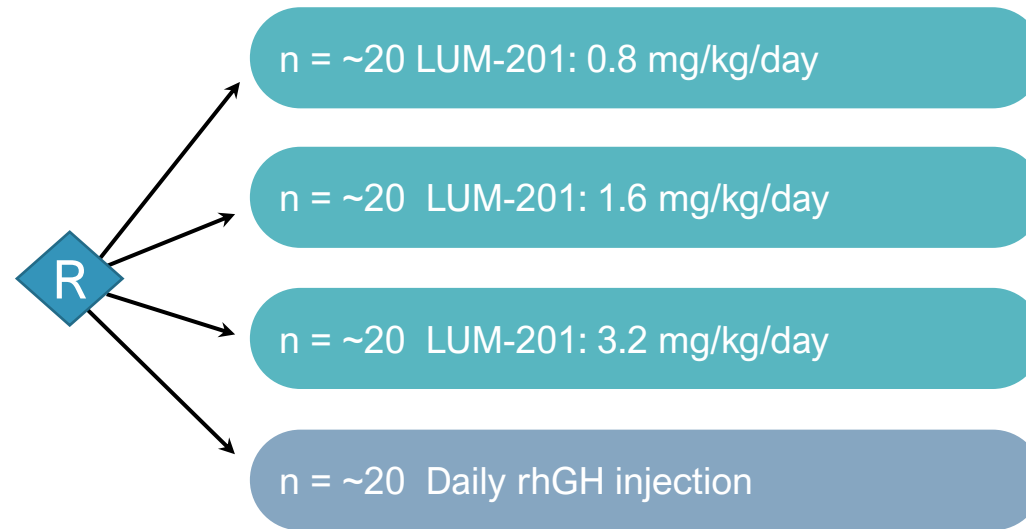 n = ~20 LUM-201: 0.8 mg/kg/day
n = ~20 LUM-201: 1.6 mg/kg/day
R
n = ~20 LUM-201: 3.2 mg/kg/day
n = ~20 Daily rhGH injection